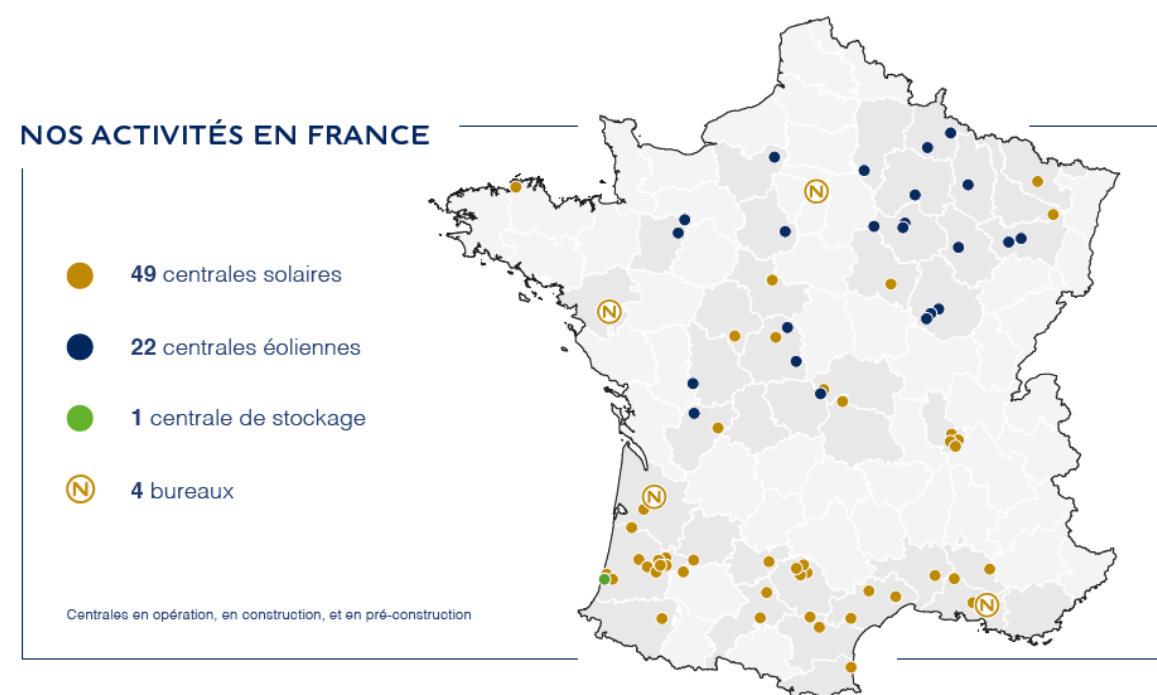 NOS ACTIVITÉS EN FRANCE
49 centrales solaires
22 centrales éoliennes
1 centrale de stockage
N 4 bureaux
Centrales en opération, en construction, et en pré-construction
N
N
N
N